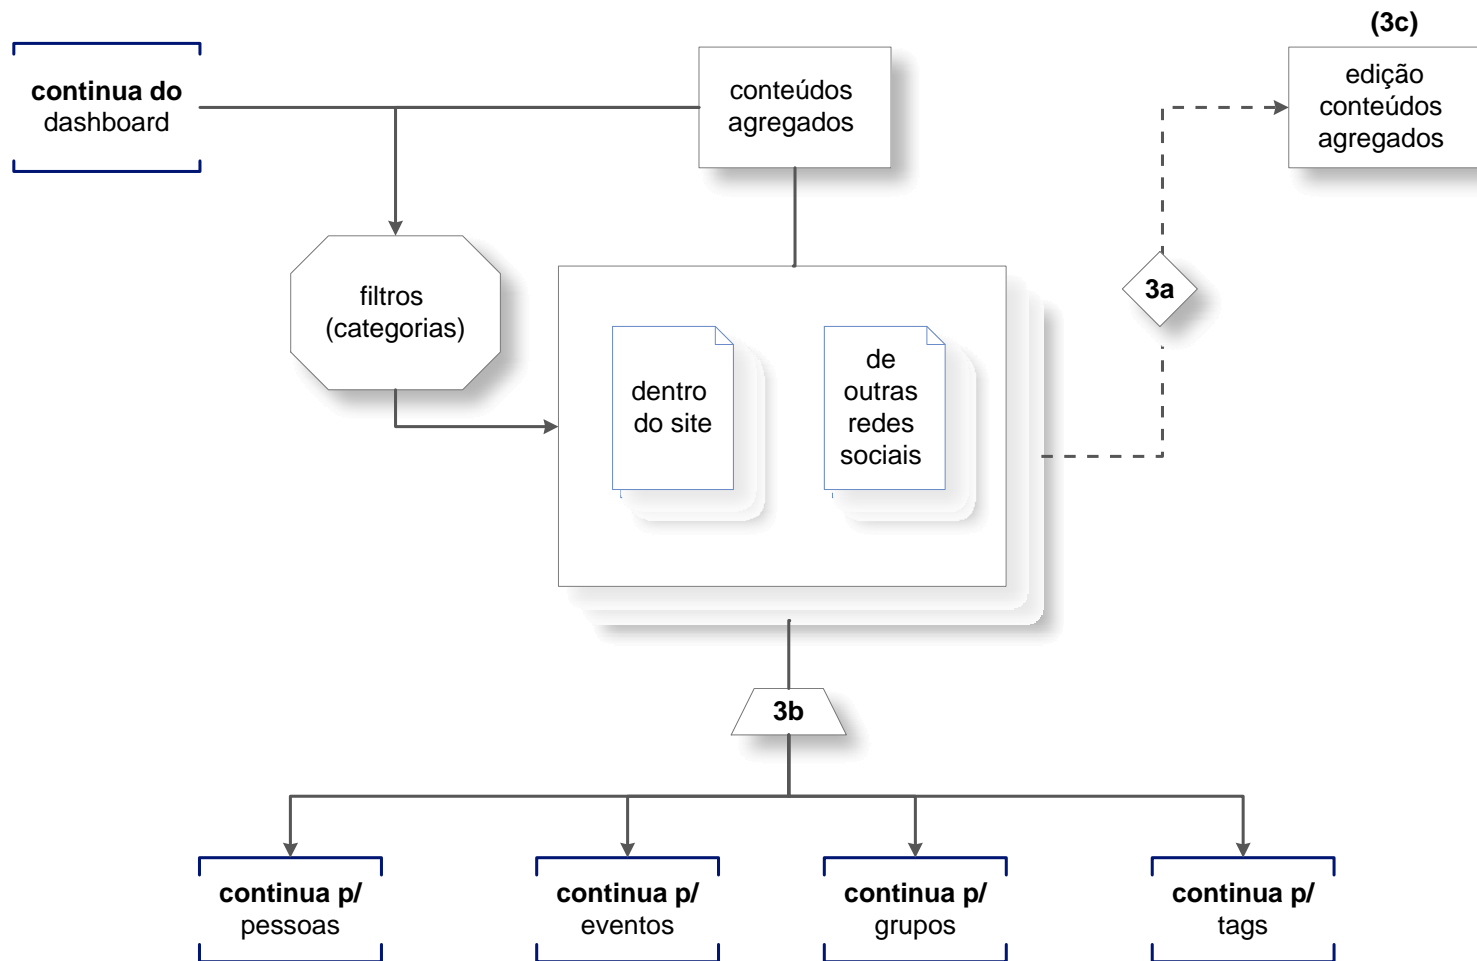 (3c)
continua do
dashboard
conteúdos
agregados
edição
conteúdos
agregados
filtros
(categorias)
3a
dentro
do site
de
outras
redes
sociais
3b
continua p/
pessoas
continua p/
eventos
continua p/
grupos
continua p/
tags